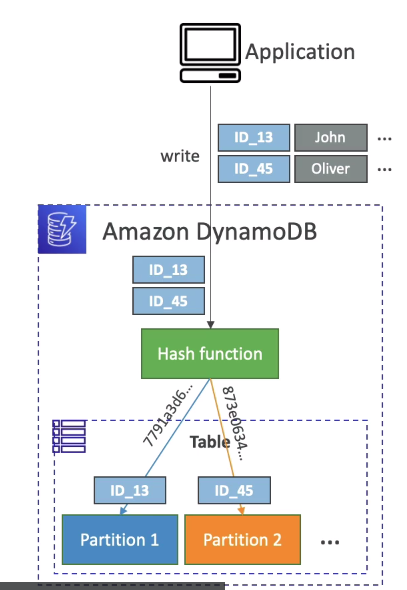 Application
write
ID_13 John ...
ID_45 Oliver ...
Amazon DynamoDB
ID_13
ID_45
Hash function
7791a3d6...
873e0634...
Table
ID_13 ID_45
Partition 1 Partition 2 ...